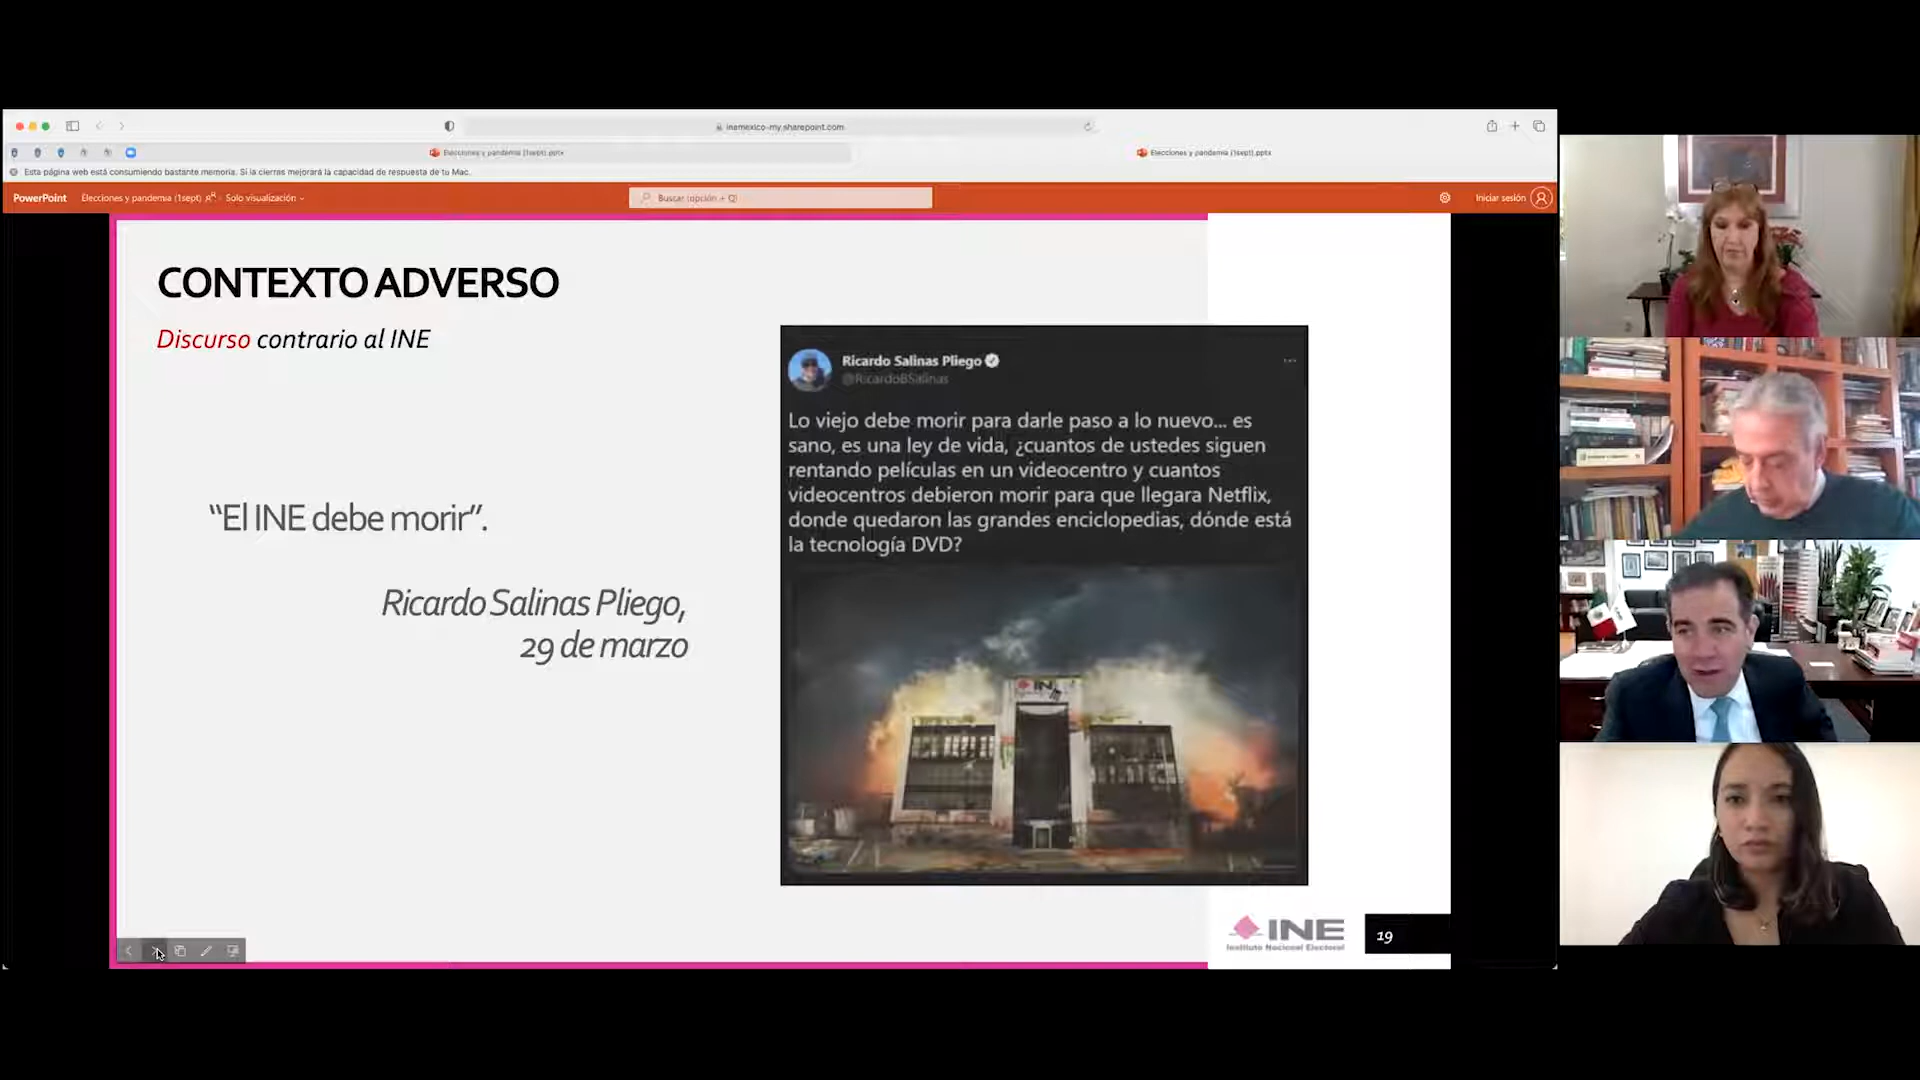 inemexico-my.sharepoint.com
Elecciones y pandemia (1sept).pptx
Elecciones y pandemia (1sept).pptx
Esta página web está consumiendo bastante memoria. Si la cierras mejorará la capacidad de respuesta de tu Mac.
PowerPoint
Elecciones y pandemia (1sept)
Solo visualización
Buscar (opción + Q)
Iniciar sesión
CONTEXTO ADVERSO
Discurso contrario al INE
“El INE debe morir”.
Ricardo Salinas Pliego,
29 de marzo
Ricardo Salinas Pliego
@RicardoBSalinas
Lo viejo debe morir para darle paso a lo nuevo... es
sano, es una ley de vida, ¿cuantos de ustedes siguen
rentando películas en un videocentro y cuantos
videocentros debieron morir para que llegara Netflix,
donde quedaron las grandes enciclopedias, dónde está
la tecnología DVD?
INE
INE
Instituto Nacional Electoral
19